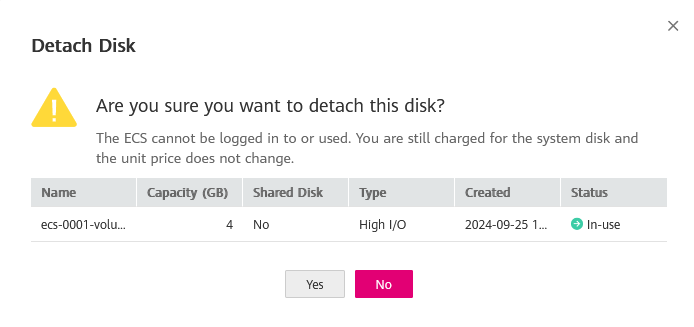 Detach Disk
Are you sure you want to detach this disk?
The ECS cannot be logged in to or used. You are still charged for the system disk and
the unit price does not change.
Name Capacity (GB) Shared Disk Type Created Status
ecs-0001-volu... 4 No High I/O 2024-09-25 1... In-use
Yes No